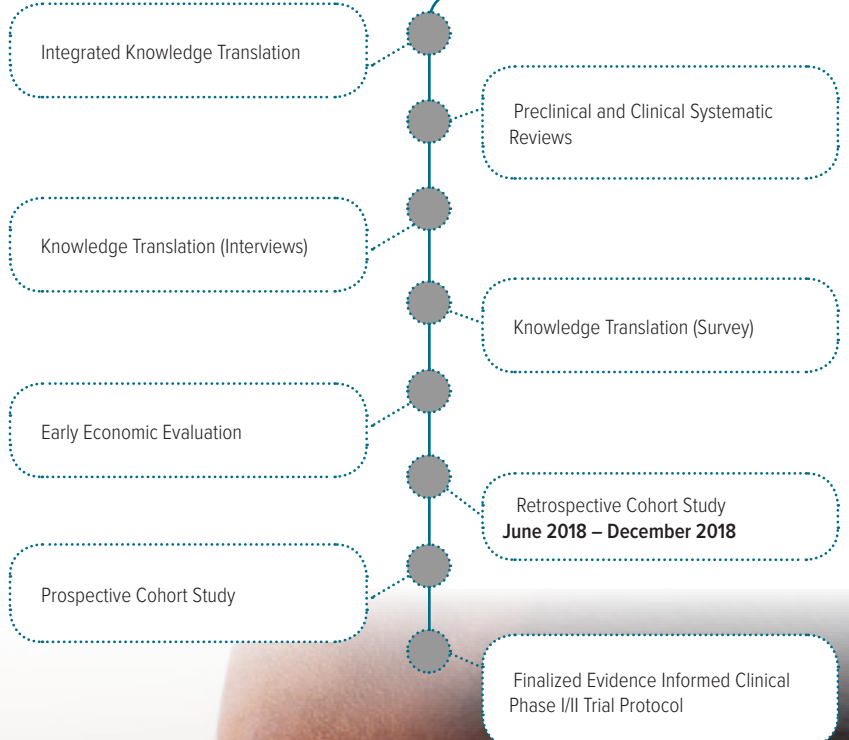 Integrated Knowledge Translation
Preclinical and Clinical Systematic
Reviews
Knowledge Translation (Interviews)
Knowledge Translation (Survey)
Early Economic Evaluation
Retrospective Cohort Study
June 2018 – December 2018
Prospective Cohort Study
Finalized Evidence Informed Clinical
Phase I/II Trial Protocol